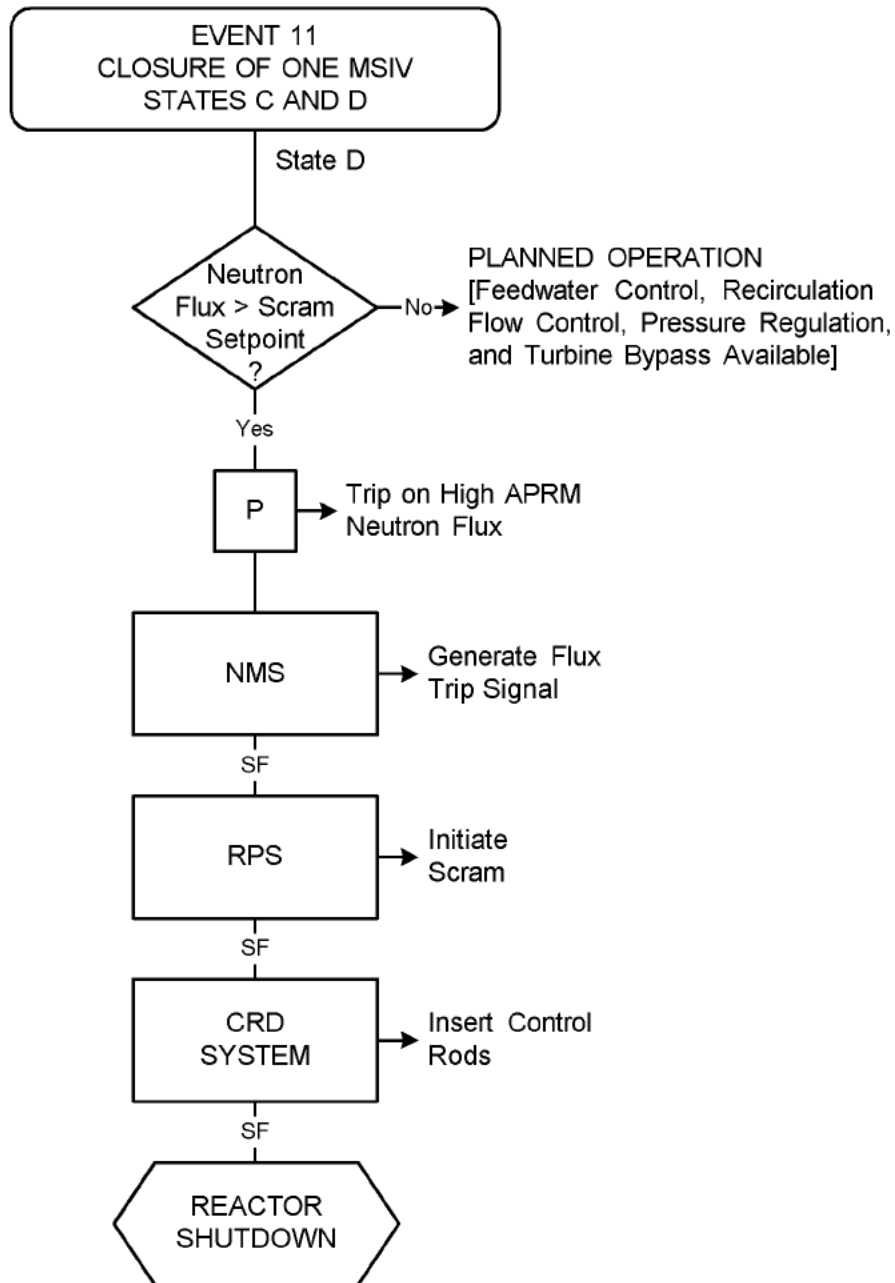 EVENT 11
CLOSURE OF ONE MSIV
STATES C AND D
State D
Neutron
Flux > Scram
Setpoint
?
No
PLANNED OPERATION
[Feedwater Control, Recirculation
Flow Control, Pressure Regulation,
and Turbine Bypass Available]
Yes
P
Trip on High APRM
Neutron Flux
NMS
Generate Flux
Trip Signal
SF
RPS
Initiate
Scram
SF
CRD
SYSTEM
Insert Control
Rods
SF
REACTOR
SHUTDOWN